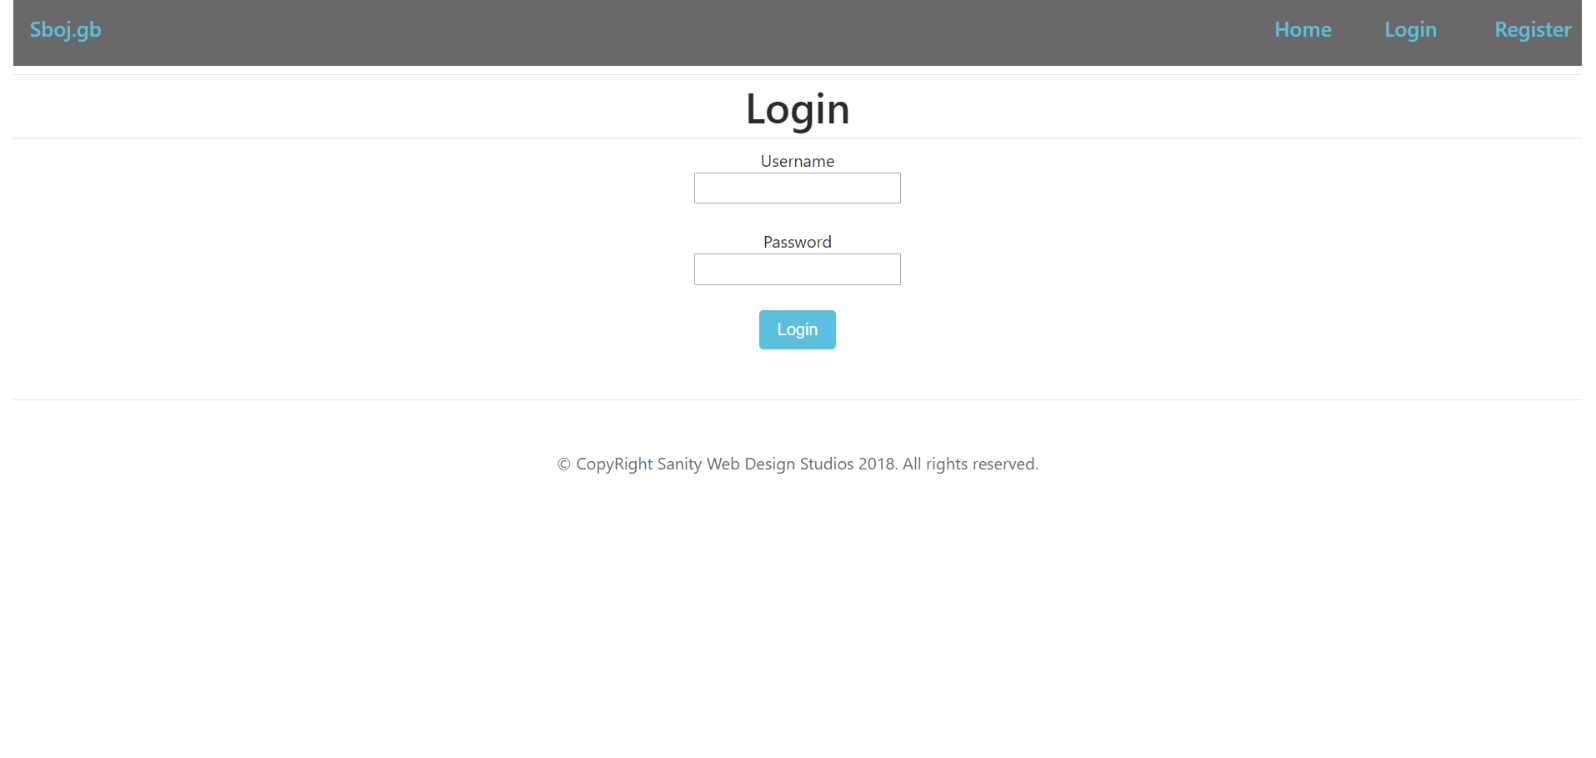 Sboj.gb Home Login Register
Login
Username
Password
Login
© CopyRight Sanity Web Design Studios 2018. All rights reserved.